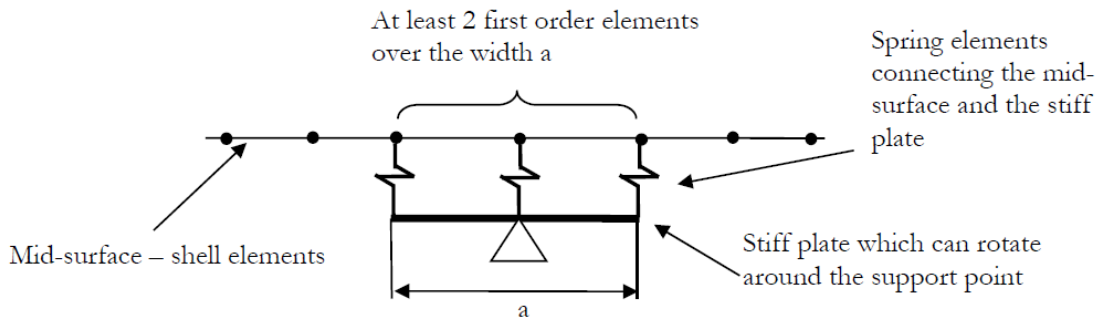 At least 2 first order elements
over the width a
Spring elements
connecting the mid-
surface and the stiff
plate
Mid-surface – shell elements
Stiff plate which can rotate
around the support point
a